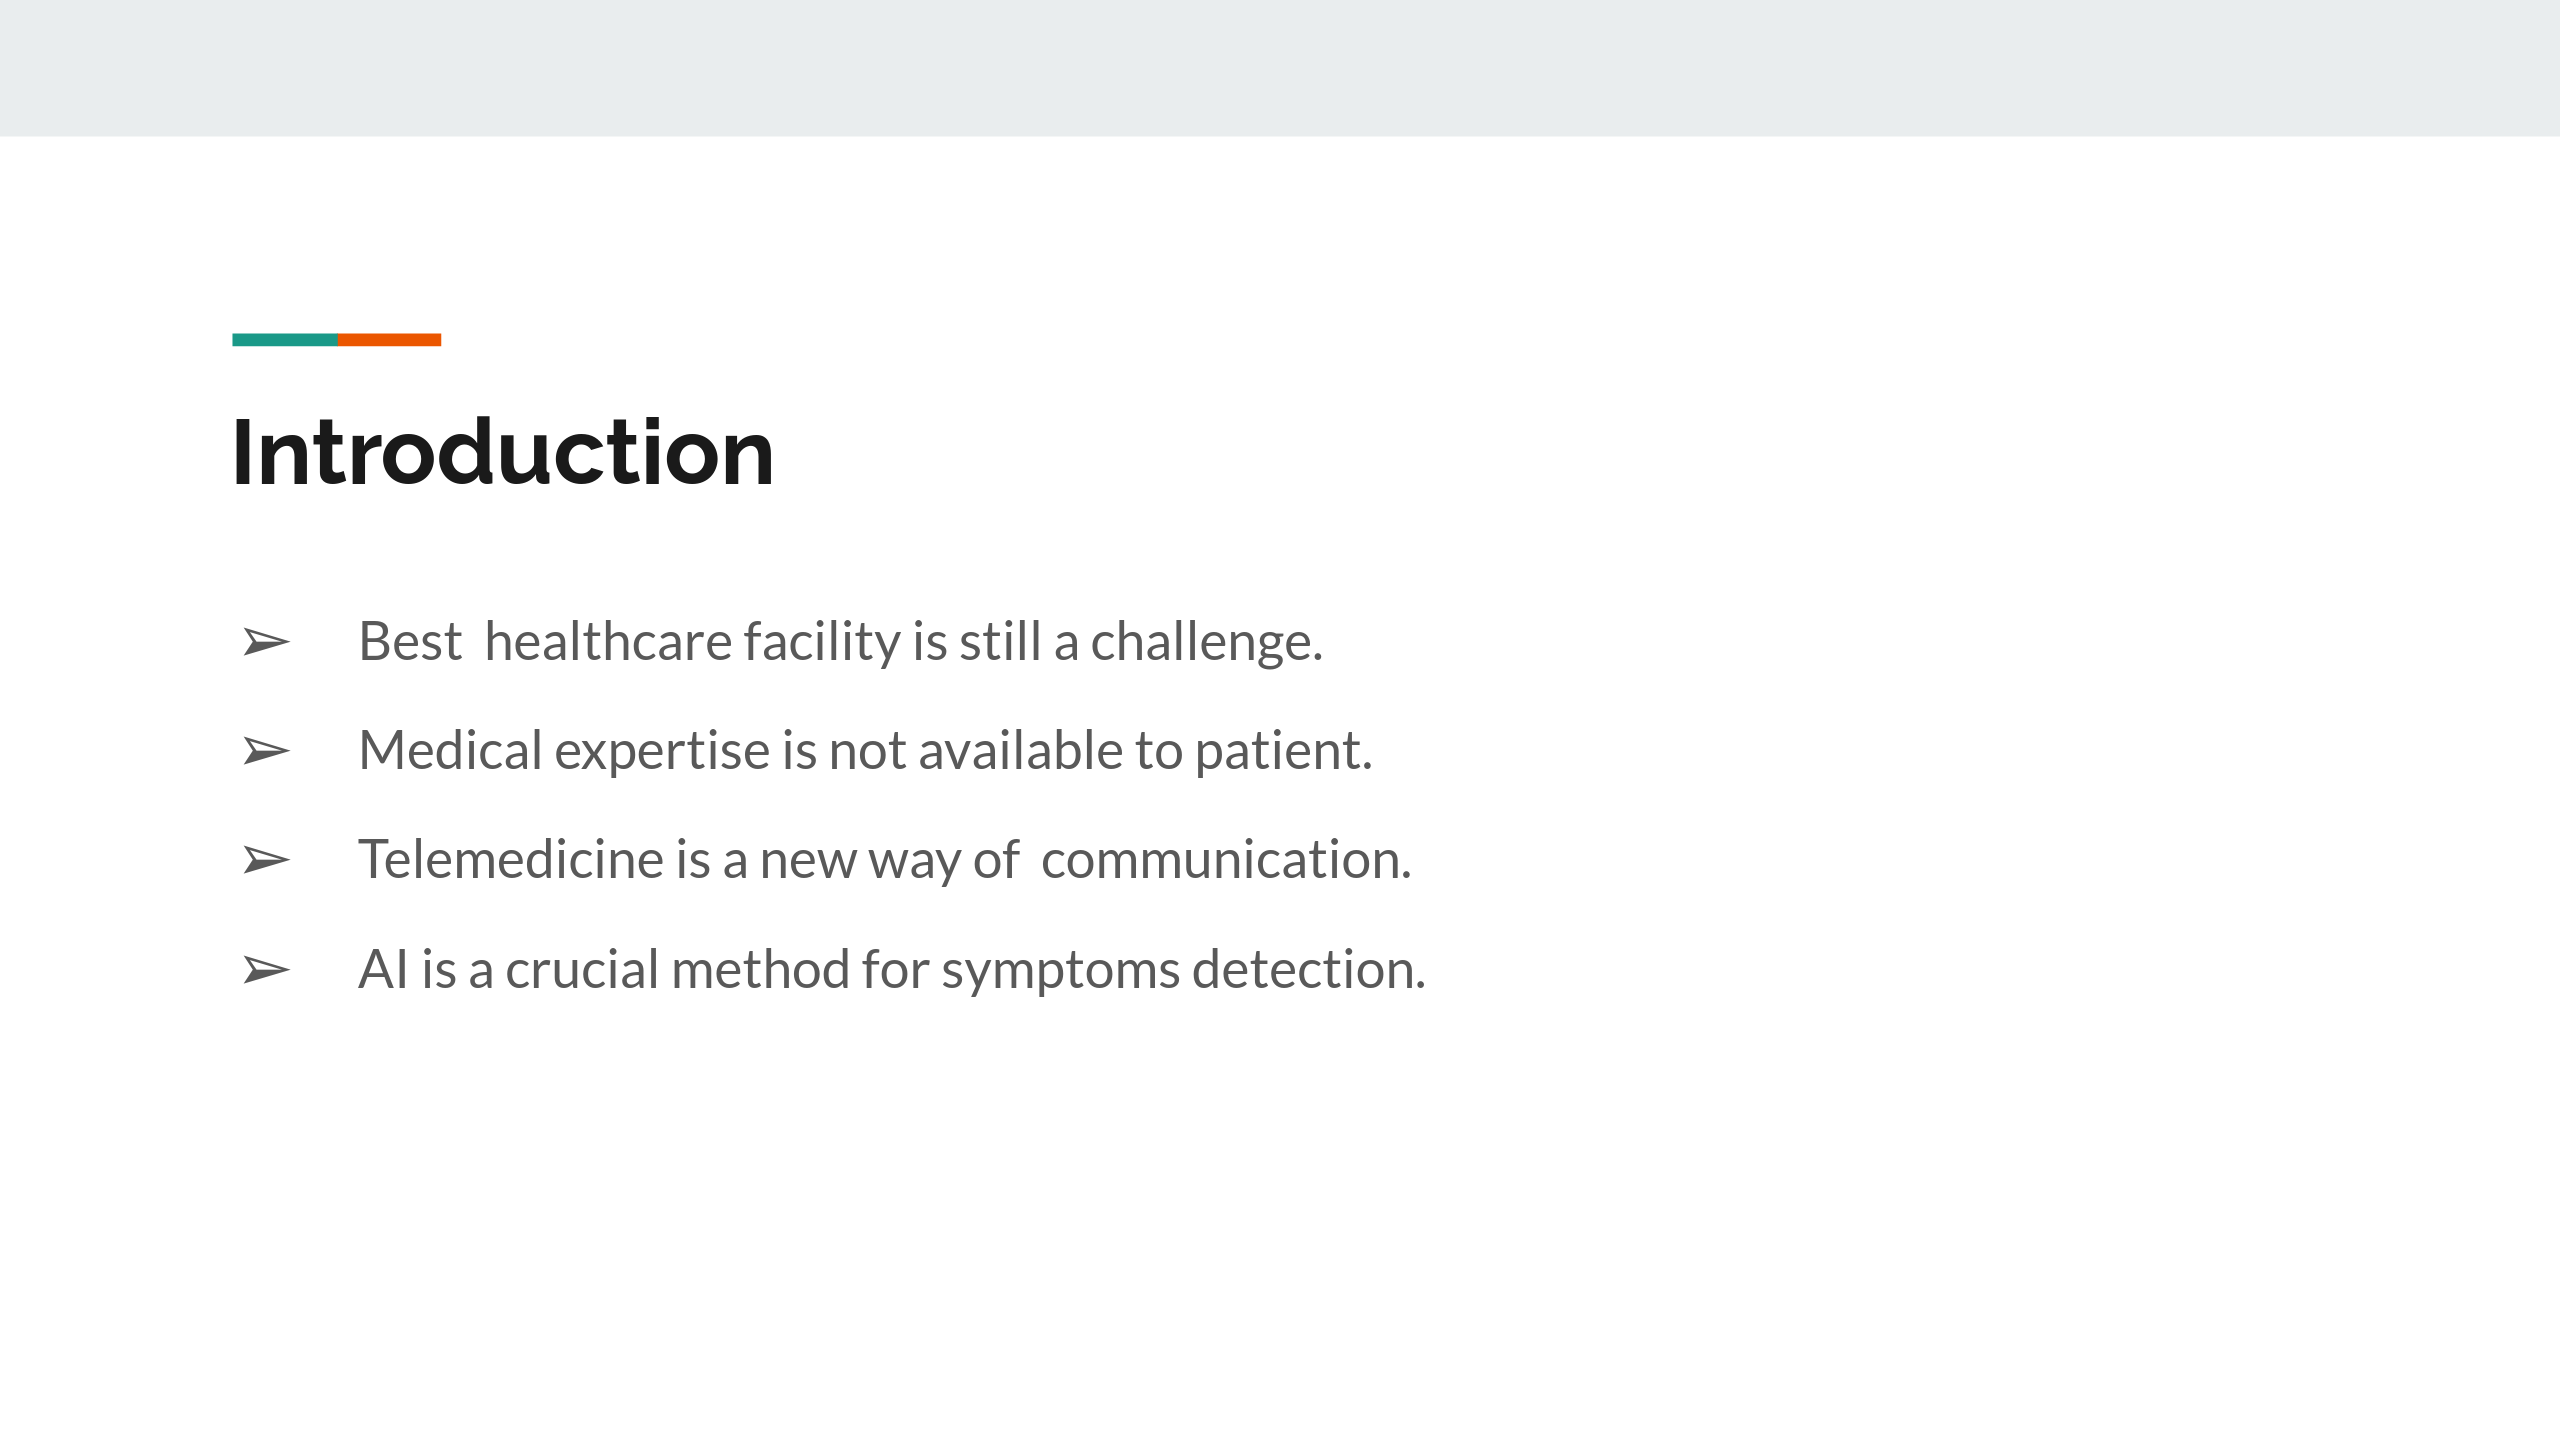 Introduction
➢ Best  healthcare facility is still a challenge.
➢ Medical expertise is not available to patient.
➢ Telemedicine is a new way of  communication.
➢ AI is a crucial method for symptoms detection.